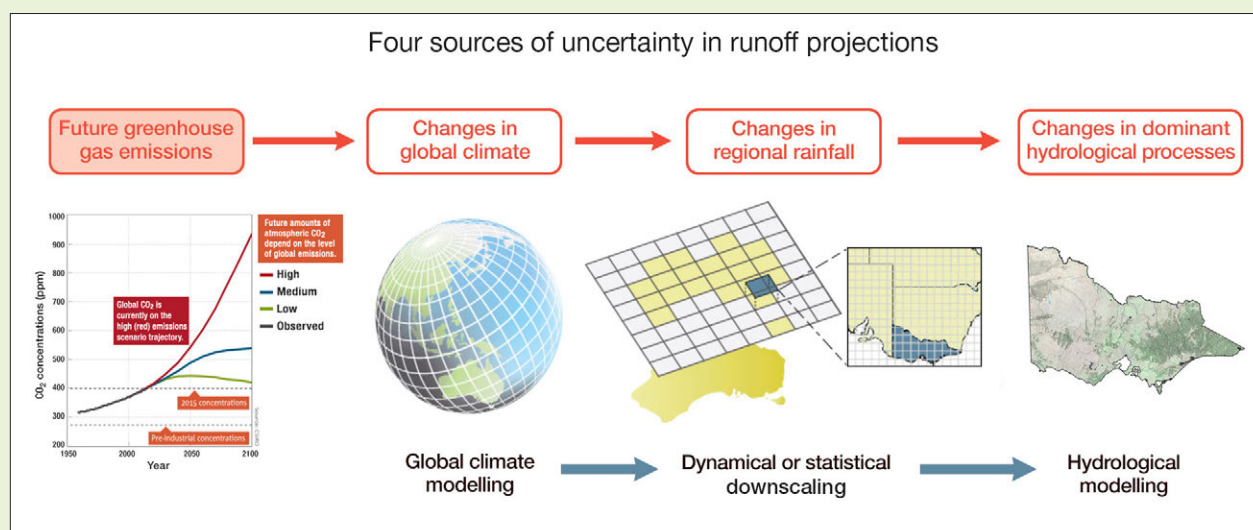 Four sources of uncertainty in runoff projections
Future greenhouse
gas emissions
Changes in
global climate
Changes in
regional rainfall
Changes in dominant
hydrological processes
CO2 concentrations (ppm)
1000
900
800
700
600
500
400
300
200
1950
2000
2050
2100
Year
Global CO2 is
currently on the
high (red) emissions
scenario trajectory.
2015 concentrations
Pre-industrial concentrations
Future amounts of
atmospheric CO2
depend on the level
of global emissions.
High
Medium
Low
Observed
Source: CSIRO
Global climate
modelling
Dynamical or statistical
downscaling
Hydrological
modelling